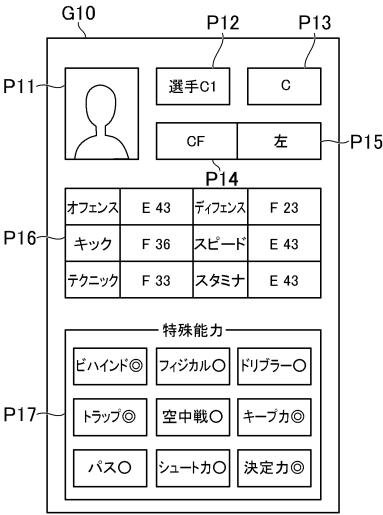 G10
P12
P13
P11
選手C1
C
CF
左
P15
P14
オフェンス E 43 ディフェンス F 23
P16
キック F 36 スピード E 43
テクニック F 33 スタミナ E 43
特殊能力
ビハインド◎ フィジカル○ ドリブラー○
P17
トラップ◎ 空中戦○ キープ力◎
パス○ シュート力○ 決定力◎